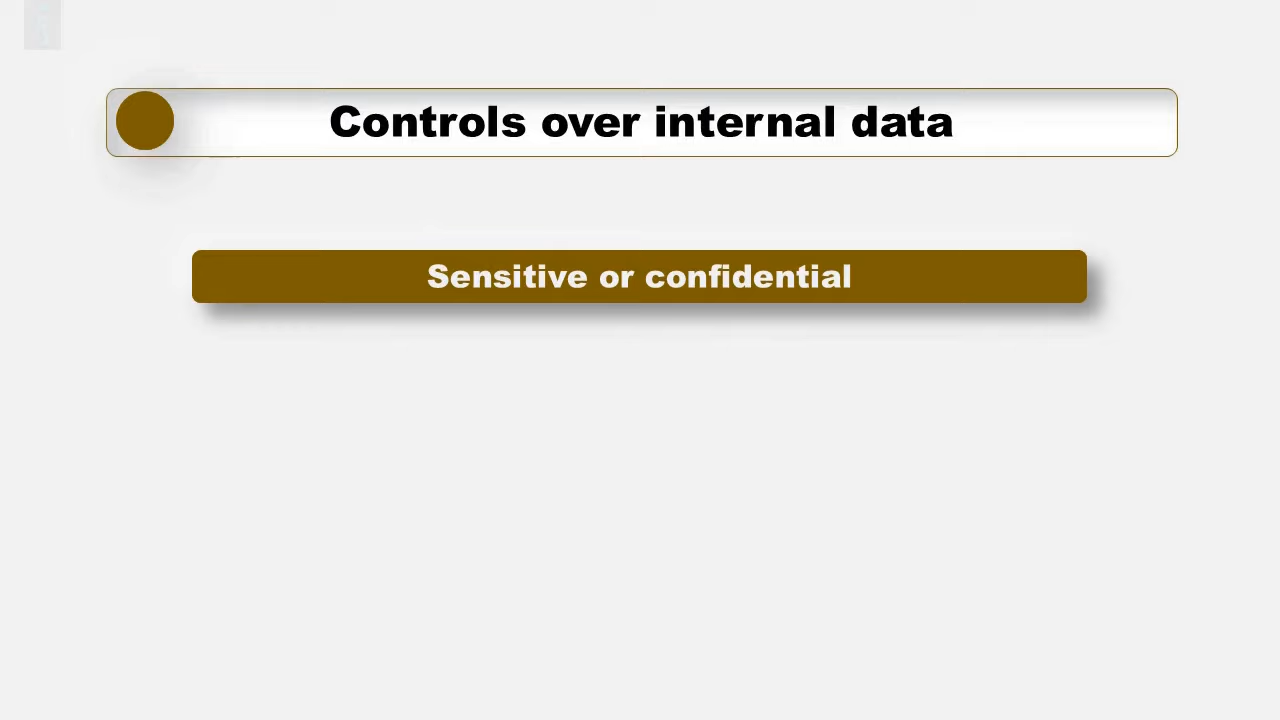 Controls over internal data
Sensitive or confidential